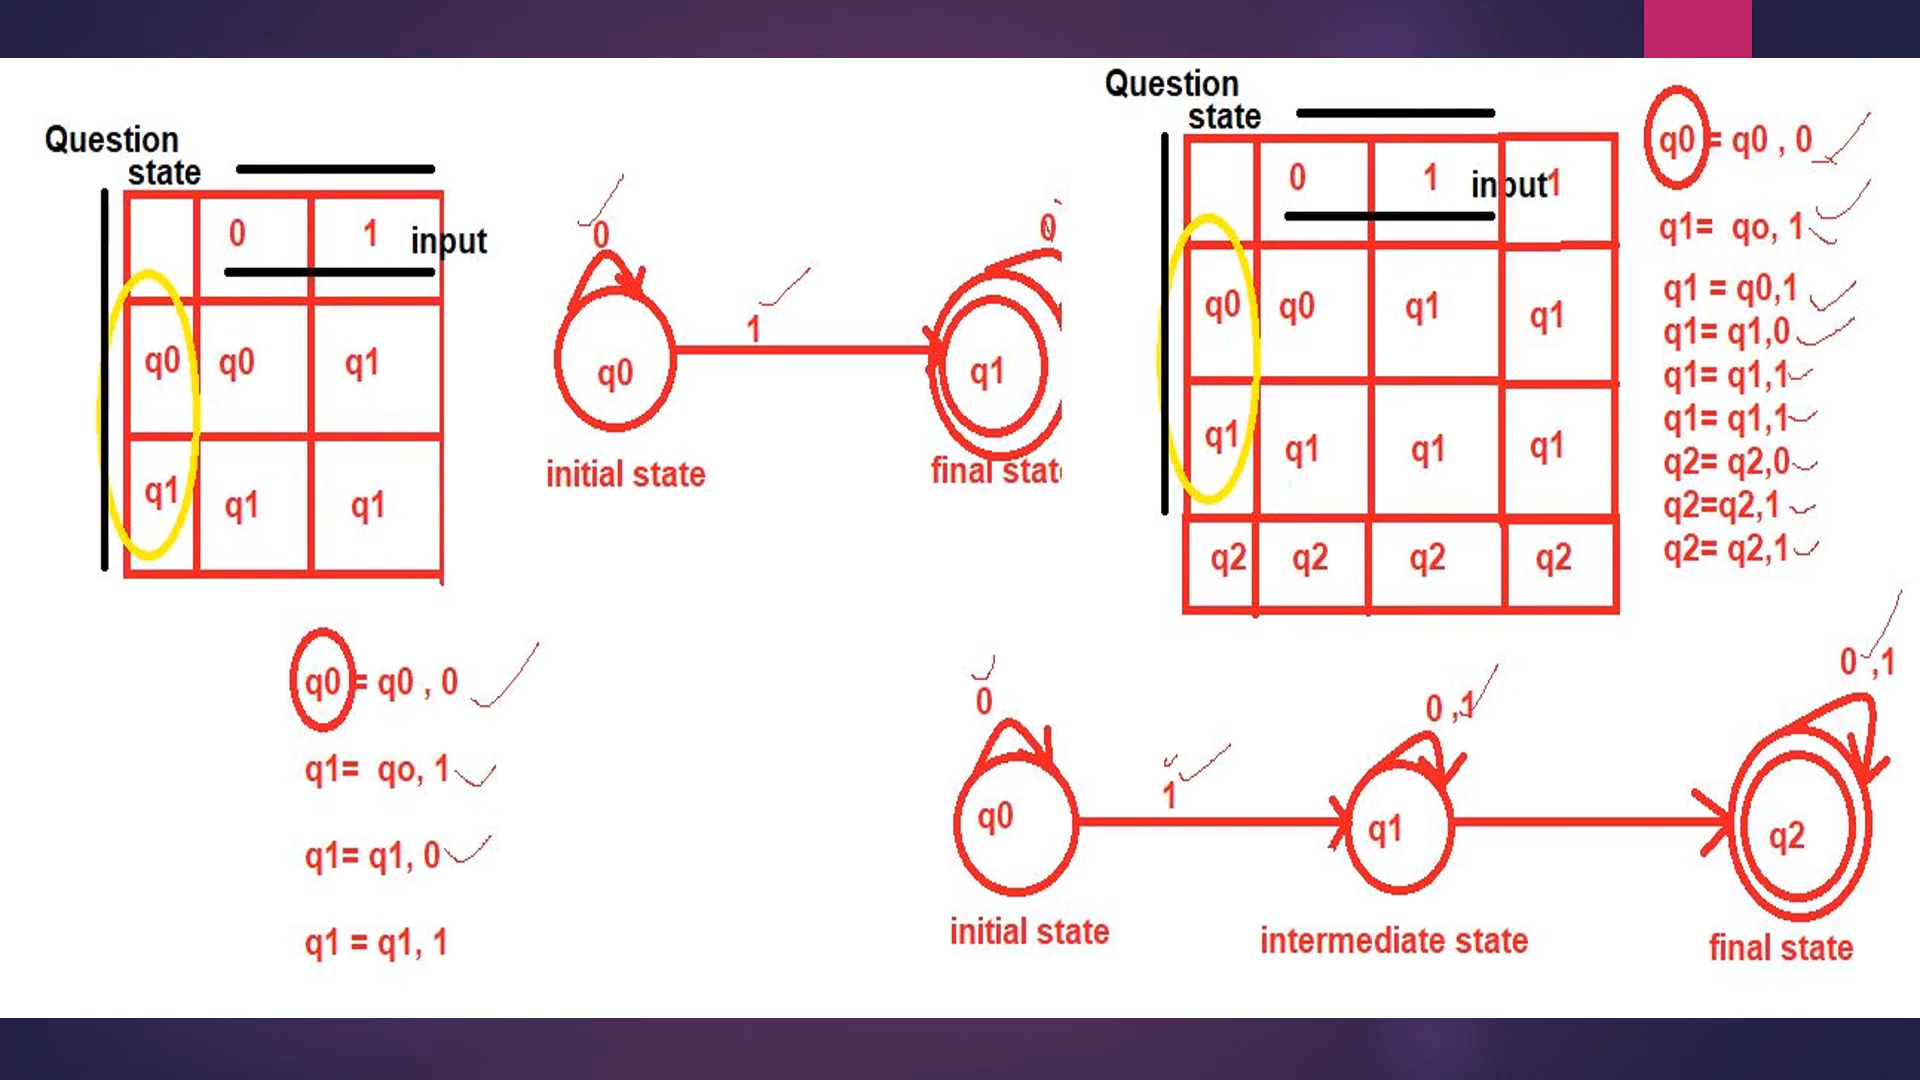 Question
state
0 1 input
q0 q0 q1
q1 q1 q1
0
1
0
q0
q1
initial state
final stat
q0 = q0 , 0
q1= qo, 1
q1= q1, 0
q1 = q1, 1
Question
state
0 1 input 1
q0 q0 q1 q1
q1 q1 q1 q1
q2 q2 q2 q2
q0 = q0 , 0
q1= qo, 1
q1 = q0,1
q1= q1,0
q1= q1,1
q1= q1,1
q2= q2,0
q2=q2,1
q2= q2,1
0
1
0 ,1
0 ,1
q0
q1
q2
initial state
intermediate state
final state